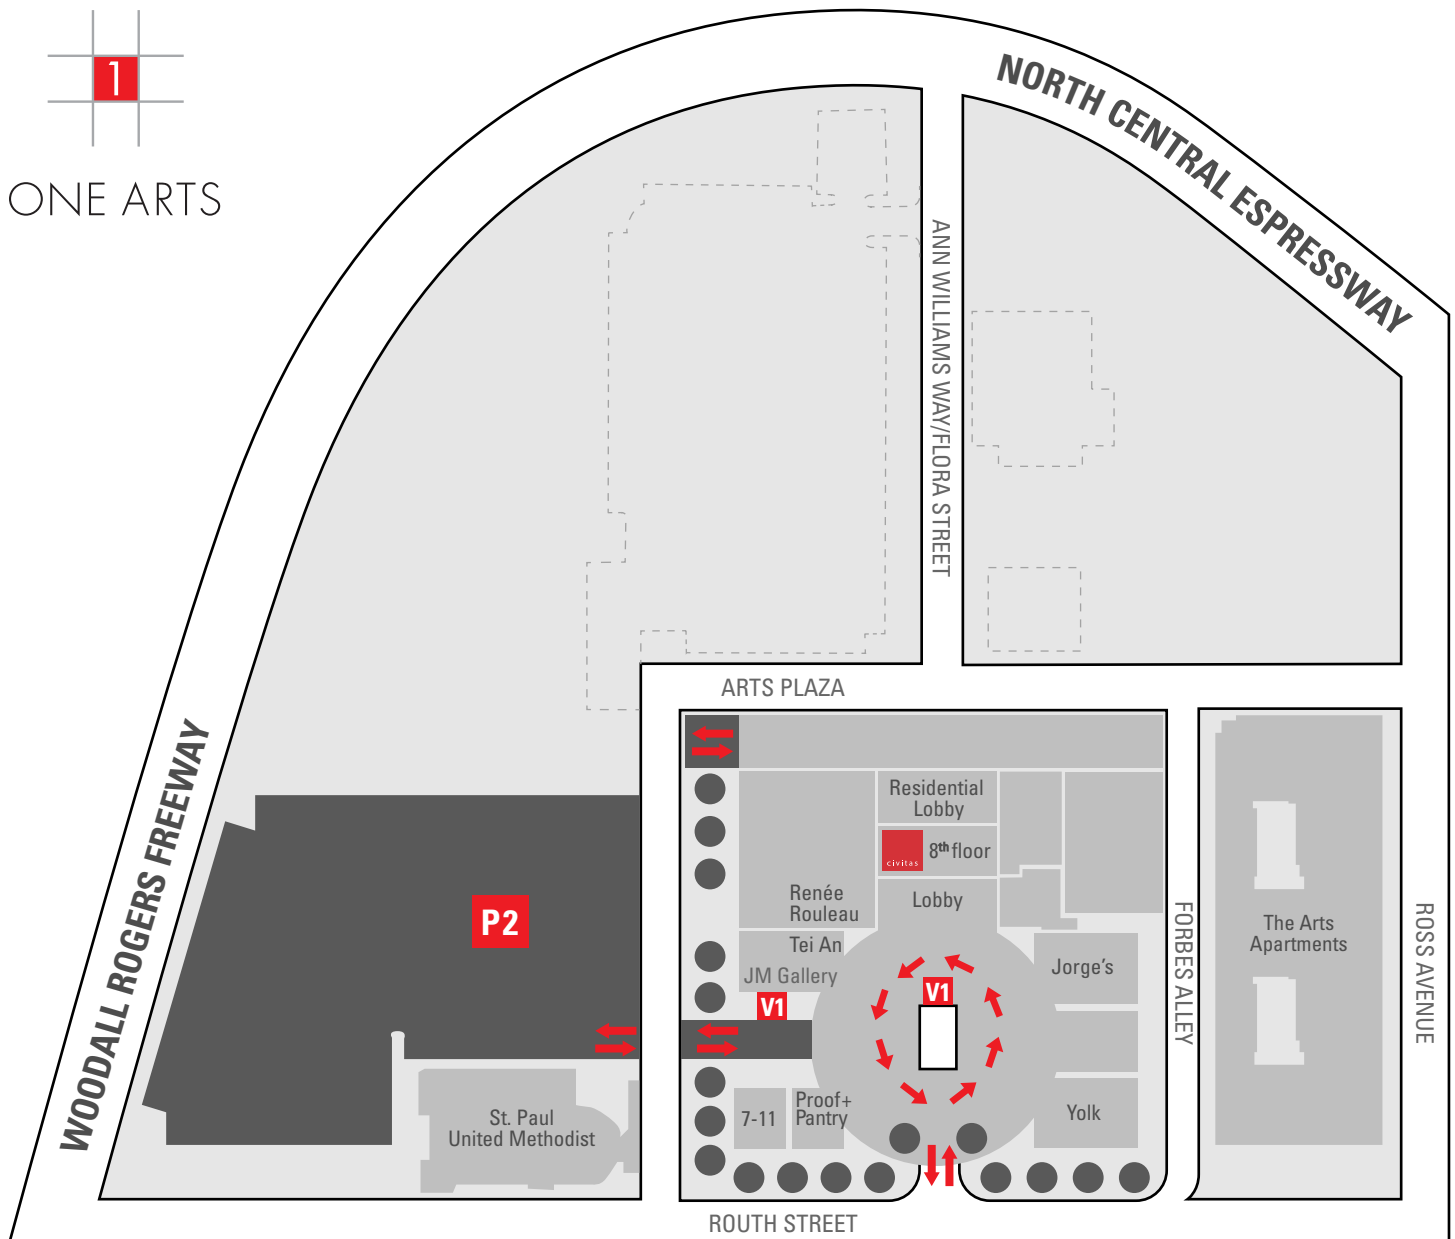 1
ONE ARTS
NORTH CENTRAL ESPRESSWAY
ANN WILLIAMS WAY/FLORA STREET
ARTS PLAZA
WOODALL ROGERS FREEWAY
P2
St. Paul
United Methodist
Residential
Lobby
civitas
8th floor
Renée
Rouleau
Lobby
Tei An
JM Gallery
V1
V1
Jorge's
7-11
Proof+
Pantry
Yolk
FORBES ALLEY
The Arts
Apartments
ROSS AVENUE
ROUTH STREET